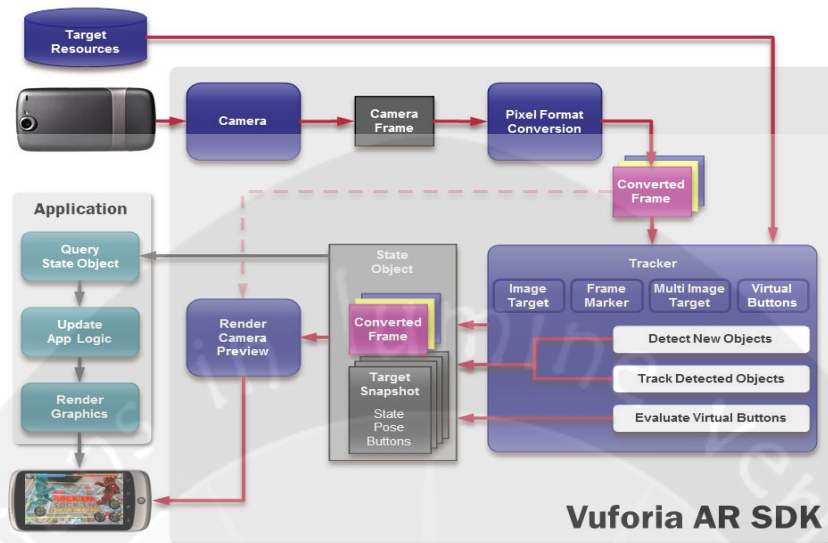 Target
Resources
Camera
Camera
Frame
Pixel Format
Conversion
Converted
Frame
Application
Query
State Object
Update
App Logic
Render
Graphics
Render
Camera
Preview
State
Object
Converted
Frame
Target
Snapshot
State
Pose
Buttons
Tracker
Image
Target
Frame
Marker
Multi Image
Target
Virtual
Buttons
Detect New Objects
Track Detected Objects
Evaluate Virtual Buttons
in lumine
Vuforia AR SDK